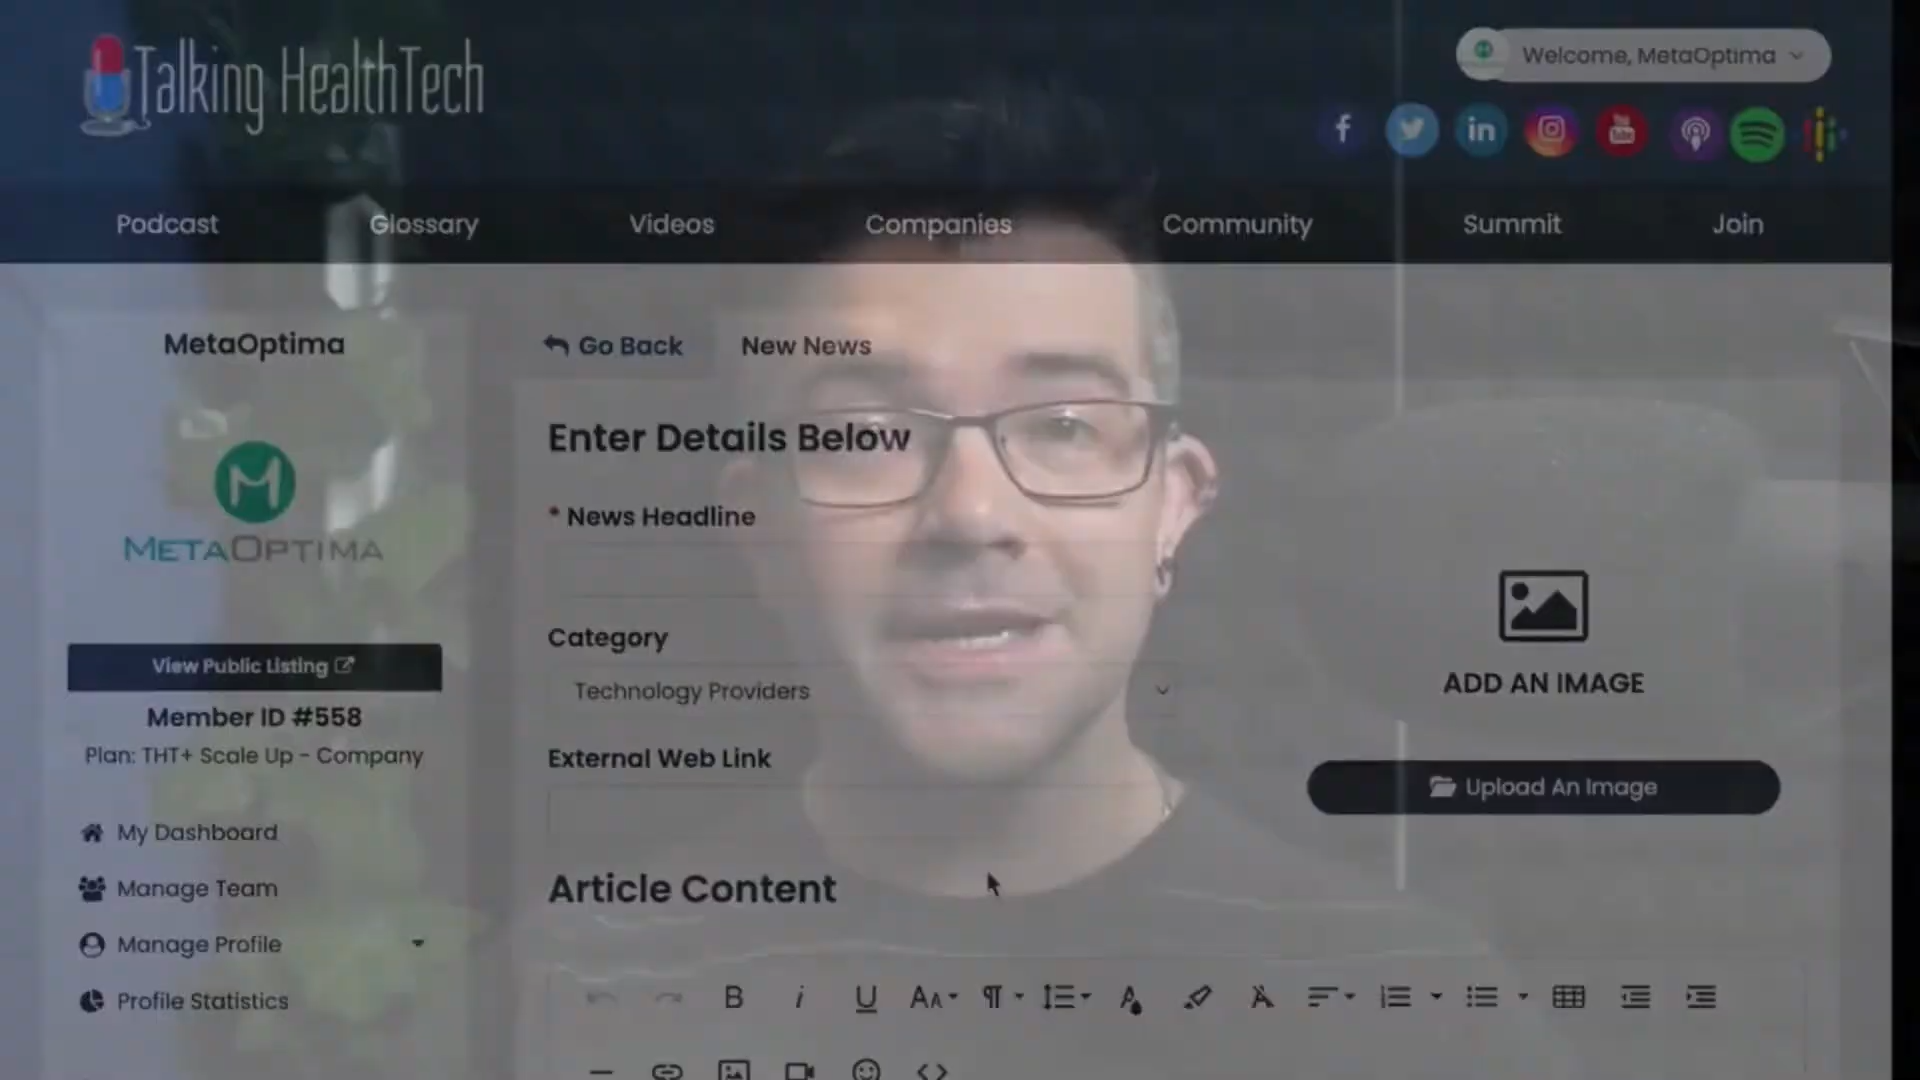 Talking HealthTech
Welcome, MetaOptima
Podcast Glossary Videos Companies Community Summit Join
MetaOptima
Go Back New News
Enter Details Below
* News Headline
METAOPTIMA
Category
Technology Providers
View Public Listing
ADD AN IMAGE
Member ID #558
Plan: THT+ Scale Up - Company
External Web Link
Upload An Image
My Dashboard
Manage Team
Article Content
Manage Profile
Profile Statistics